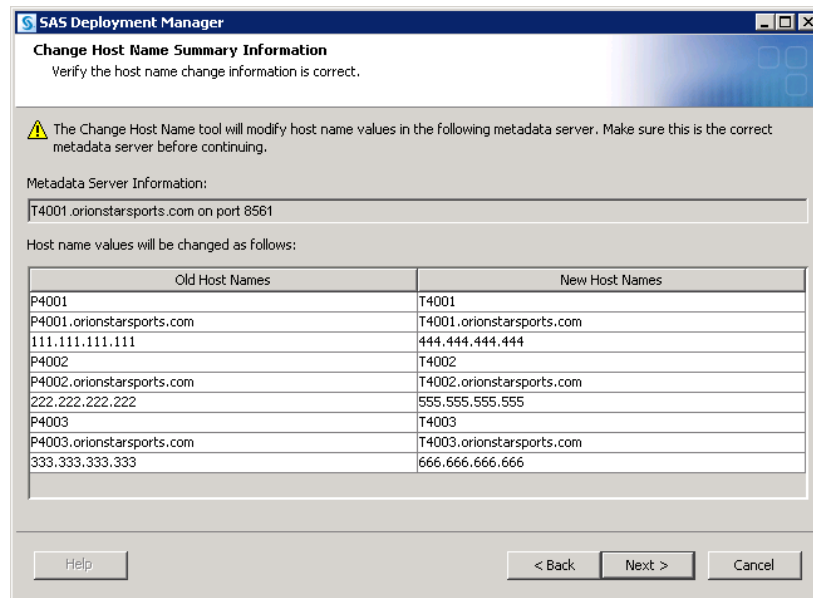 SAS Deployment Manager
Change Host Name Summary Information
Verify the host name change information is correct.
The Change Host Name tool will modify host name values in the following metadata server. Make sure this is the correct
metadata server before continuing.
Metadata Server Information:
T4001.orionstarsports.com on port 8561
Host name values will be changed as follows:
Old Host Names New Host Names
P4001 T4001
P4001.orionstarsports.com T4001.orionstarsports.com
111.111.111.111 444.444.444.444
P4002 T4002
P4002.orionstarsports.com T4002.orionstarsports.com
222.222.222.222 555.555.555.555
P4003 T4003
P4003.orionstarsports.com T4003.orionstarsports.com
333.333.333.333 666.666.666.666
Help < Back Next > Cancel